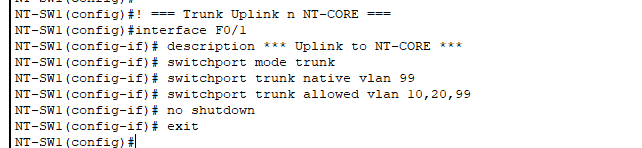 NT-SW1(config)#! === Trunk Uplink n NT-CORE ===
NT-SW1(config)#interface F0/1
NT-SW1(config-if)# description *** Uplink to NT-CORE ***
NT-SW1(config-if)# switchport mode trunk
NT-SW1(config-if)# switchport trunk native vlan 99
NT-SW1(config-if)# switchport trunk allowed vlan 10,20,99
NT-SW1(config-if)# no shutdown
NT-SW1(config-if)# exit
NT-SW1(config)#